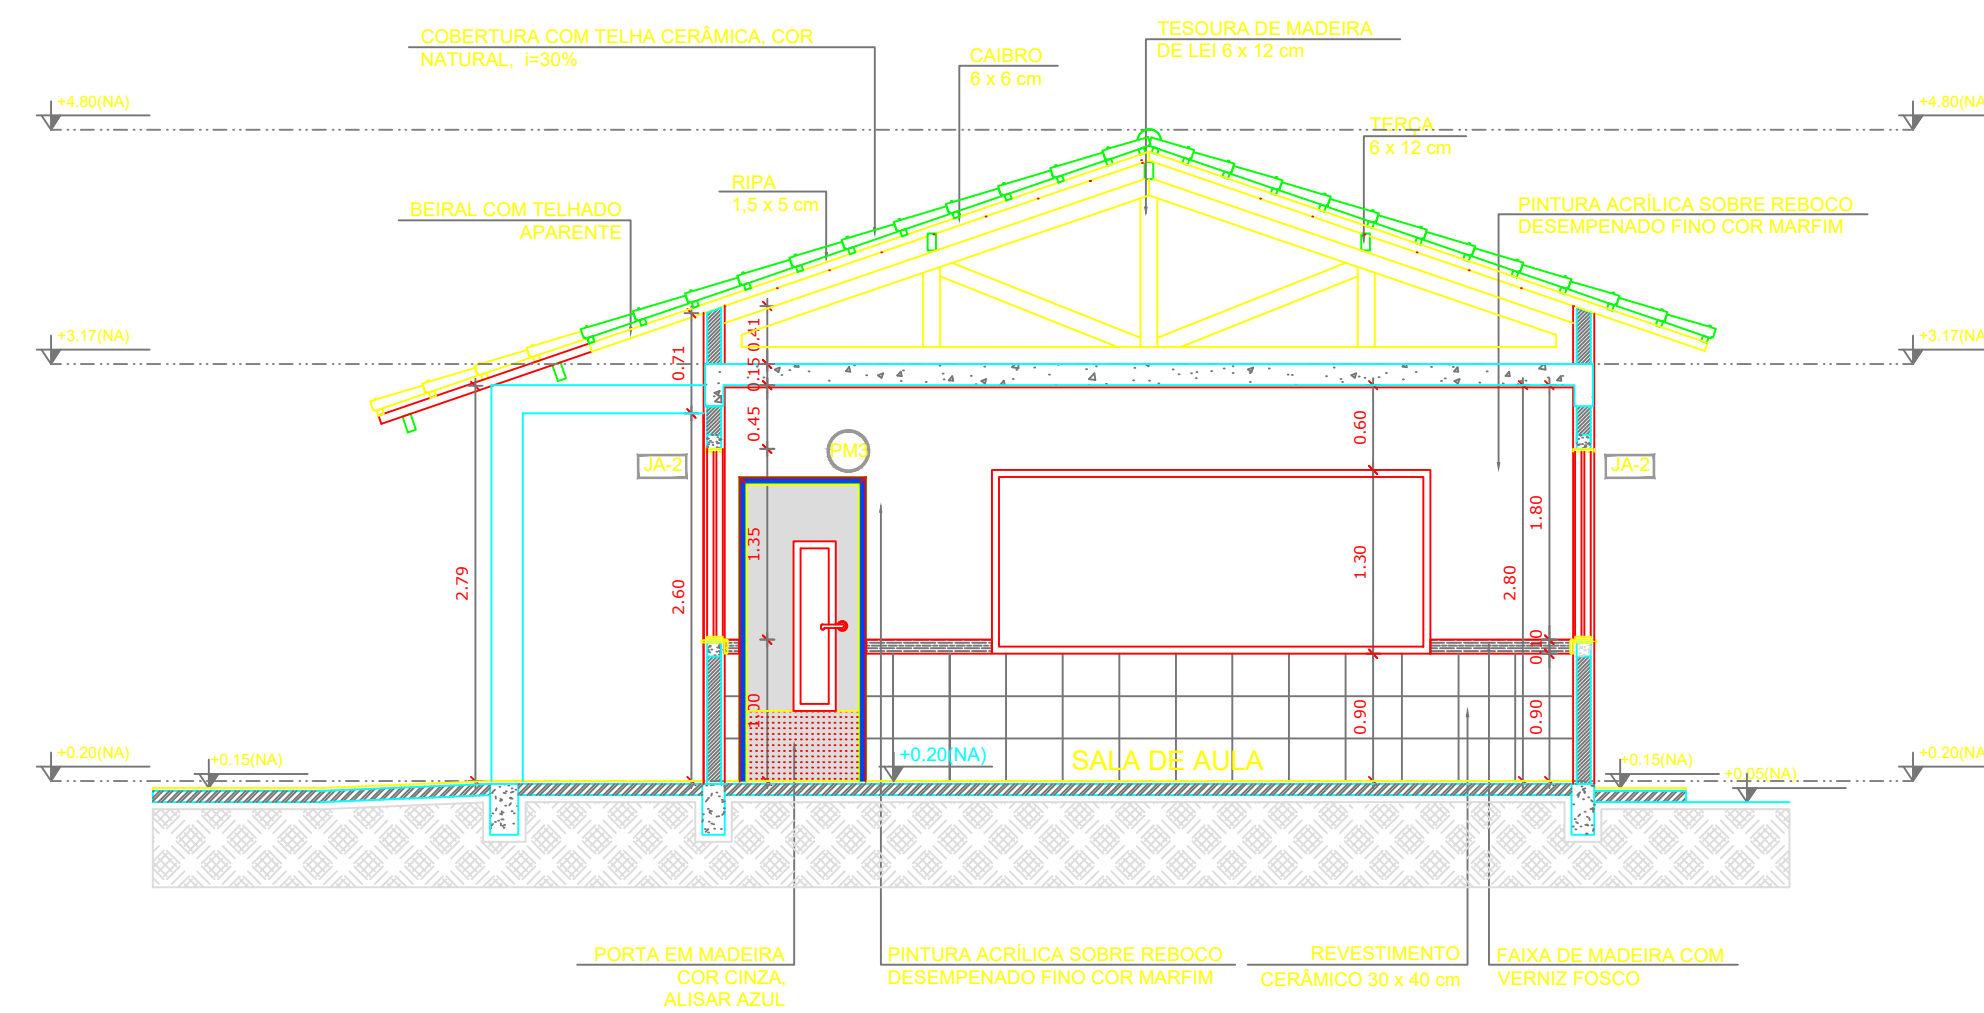 COBERTURA COM TELHA CERÂMICA, COR
NATURAL, i=30%
CAIBRO
6 x 6 cm
TESOURA DE MADEIRA
DE LEI 6 x 12 cm
+4.80(NA)
+4.80(NA
TERÇA
6 x 12 cm
RIPA
1,5 x 5 cm
BEIRAL COM TELHADO
APARENTE
PINTURA ACRÍLICA SOBRE REBOCO
DESEMPENADO FINO COR MARFIM
+3.17(NA)
+3.17(NA
0.71
0.41
0.15
0.45
0.60
PM3
JA-2
JA-2
2.79
2.60
1.35
1.30
2.80
1.80
0.10
1.00
0.90
0.90
+0.20(NA)
+0.15(NA)
+0.20(NA)
SALA DE AULA
+0.15(NA)
+0.05(NA)
+0.20(NA
PORTA EM MADEIRA
COR CINZA,
ALISAR AZUL
PINTURA ACRÍLICA SOBRE REBOCO
DESEMPENADO FINO COR MARFIM
REVESTIMENTO
CERÂMICO 30 x 40 cm
FAIXA DE MADEIRA COM
VERNIZ FOSCO